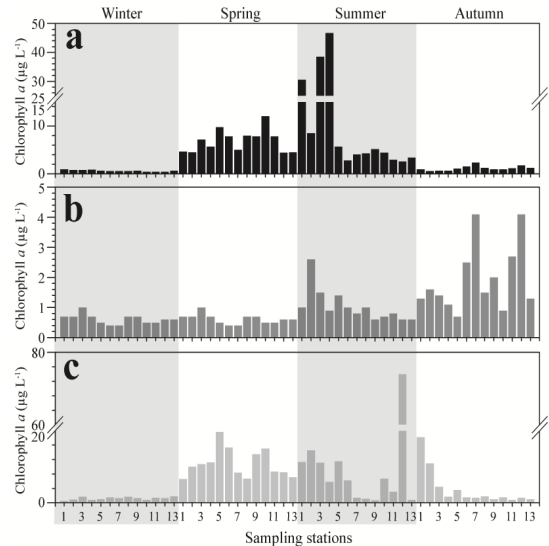 Winter Spring Summer Autumn
a
Chlorophyll a (µg L⁻¹)
50
40
30
25
15
10
0
b
Chlorophyll a (µg L⁻¹)
5
4
3
2
1
0
c
Chlorophyll a (µg L⁻¹)
80
60
20
0
1 3 5 7 9 11 13 1 3 5 7 9 11 13 1 3 5 7 9 11 13 1 3 5 7 9 11 13
Sampling stations